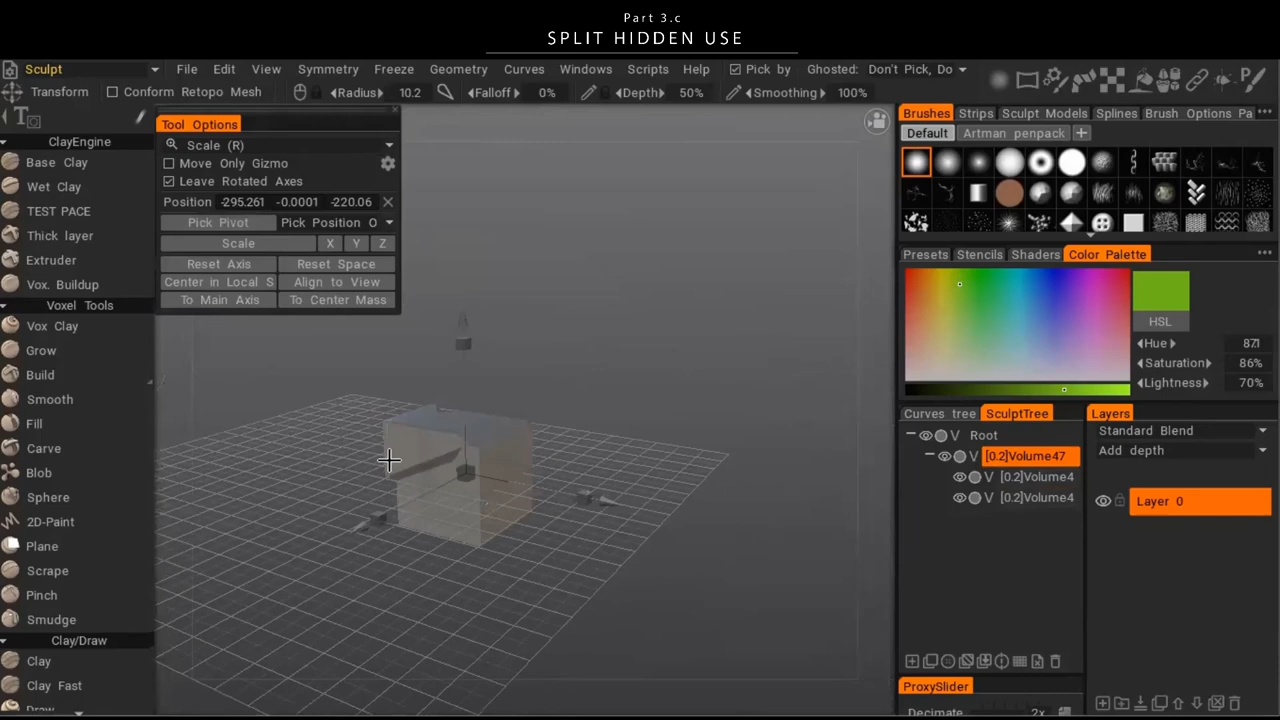 Part 3.c
SPLIT HIDDEN USE
Sculpt File Edit View Symmetry Freeze Geometry Curves Windows Scripts Help Pick by Ghosted: Don't Pick, Do
Transform Conform Retopo Mesh Radius 10.2 Falloff 0% Depth 50% Smoothing 100%
Tool Options
Scale (R)
Move Only Gizmo
Leave Rotated Axes
Position -295.261 -0.0001 -220.06
Pick Pivot Pick Position O
Scale X Y Z
Reset Axis Reset Space
Center in Local S Align to View
To Main Axis To Center Mass
ClayEngine
Base Clay
Wet Clay
TEST PACE
Thick layer
Extruder
Vox. Buildup
Voxel Tools
Vox Clay
Grow
Build
Smooth
Fill
Carve
Blob
Sphere
2D-Paint
Plane
Scrape
Pinch
Smudge
Clay/Draw
Clay
Clay Fast
Draw
Brushes Strips Sculpt Models Splines Brush Options Pa
Default Artman penpack
Presets Stencils Shaders Color Palette
HSL
Hue 87.1
Saturation 86%
Lightness 70%
Curves tree SculptTree
V Root
V [0.2]Volume47
V [0.2]Volume4
V [0.2]Volume4
Layers
Standard Blend
Add depth
Layer 0
ProxySlider
Decimate 2x